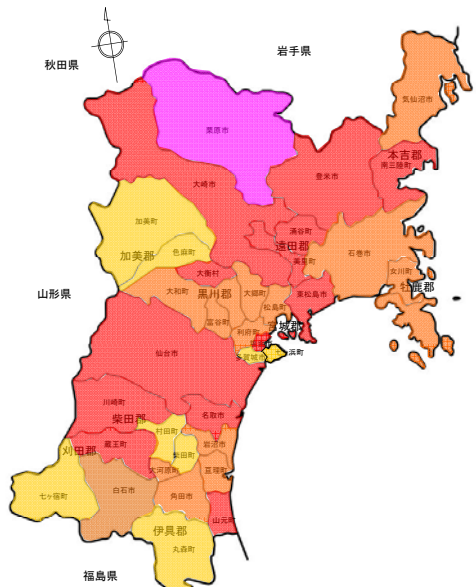 岩手県
秋田県
気仙沼市
栗原市
本吉郡
南三陸町
登米市
大崎市
加美町
涌谷町
遠田郡
色麻町
石巻市
加美郡
美里町
大衡村
女川町
牡鹿郡
山形県
大和町
黒川郡
大郷町
東松島市
松島町
富谷町
宮城郡
利府町
仙台市
多賀城市
浜町
川崎町
柴田郡
名取市
村田町
刈田郡
蔵王町
岩沼市
柴田町
大河原町
亘理町
七ヶ宿町
白石市
角田市
山元町
伊具郡
丸森町
福島県